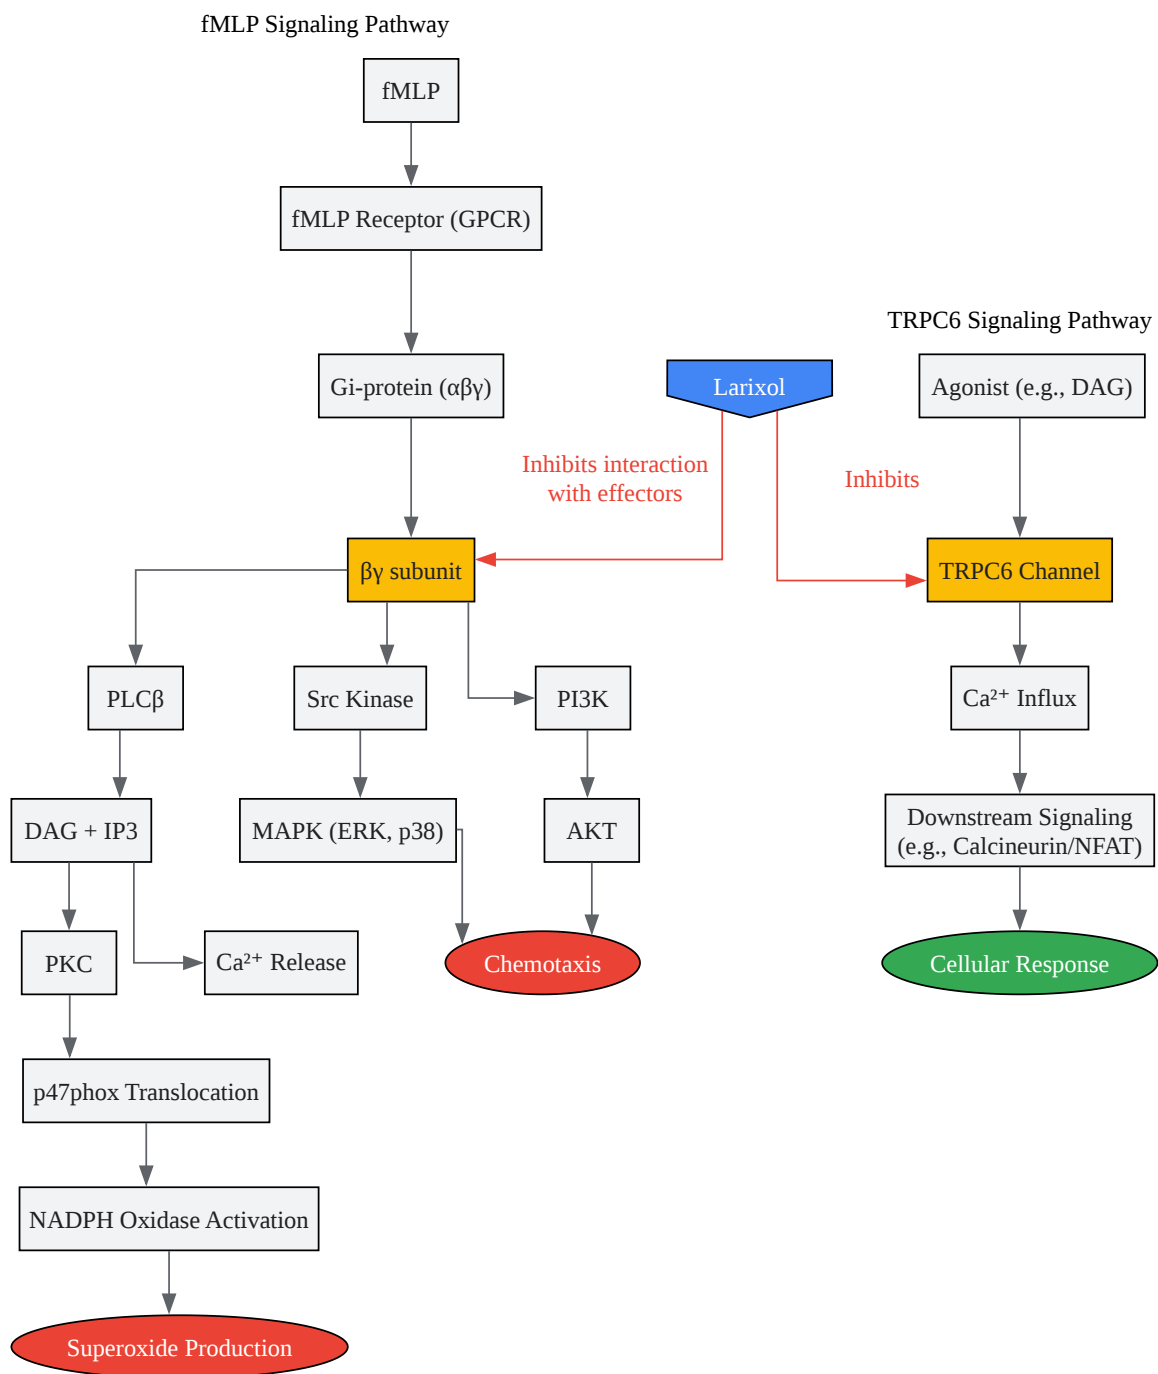 fMLP Signaling Pathway
fMLP
fMLP Receptor (GPCR)
TRPC6 Signaling Pathway
Gi-protein (αβγ)
Larixol
Agonist (e.g., DAG)
Inhibits interaction
with effectors
Inhibits
βγ subunit
TRPC6 Channel
PLCβ
Src Kinase
PI3K
Ca²⁺ Influx
DAG + IP3
MAPK (ERK, p38)
AKT
Downstream Signaling
(e.g., Calcineurin/NFAT)
PKC
Ca²⁺ Release
Chemotaxis
Cellular Response
p47phox Translocation
NADPH Oxidase Activation
Superoxide Production